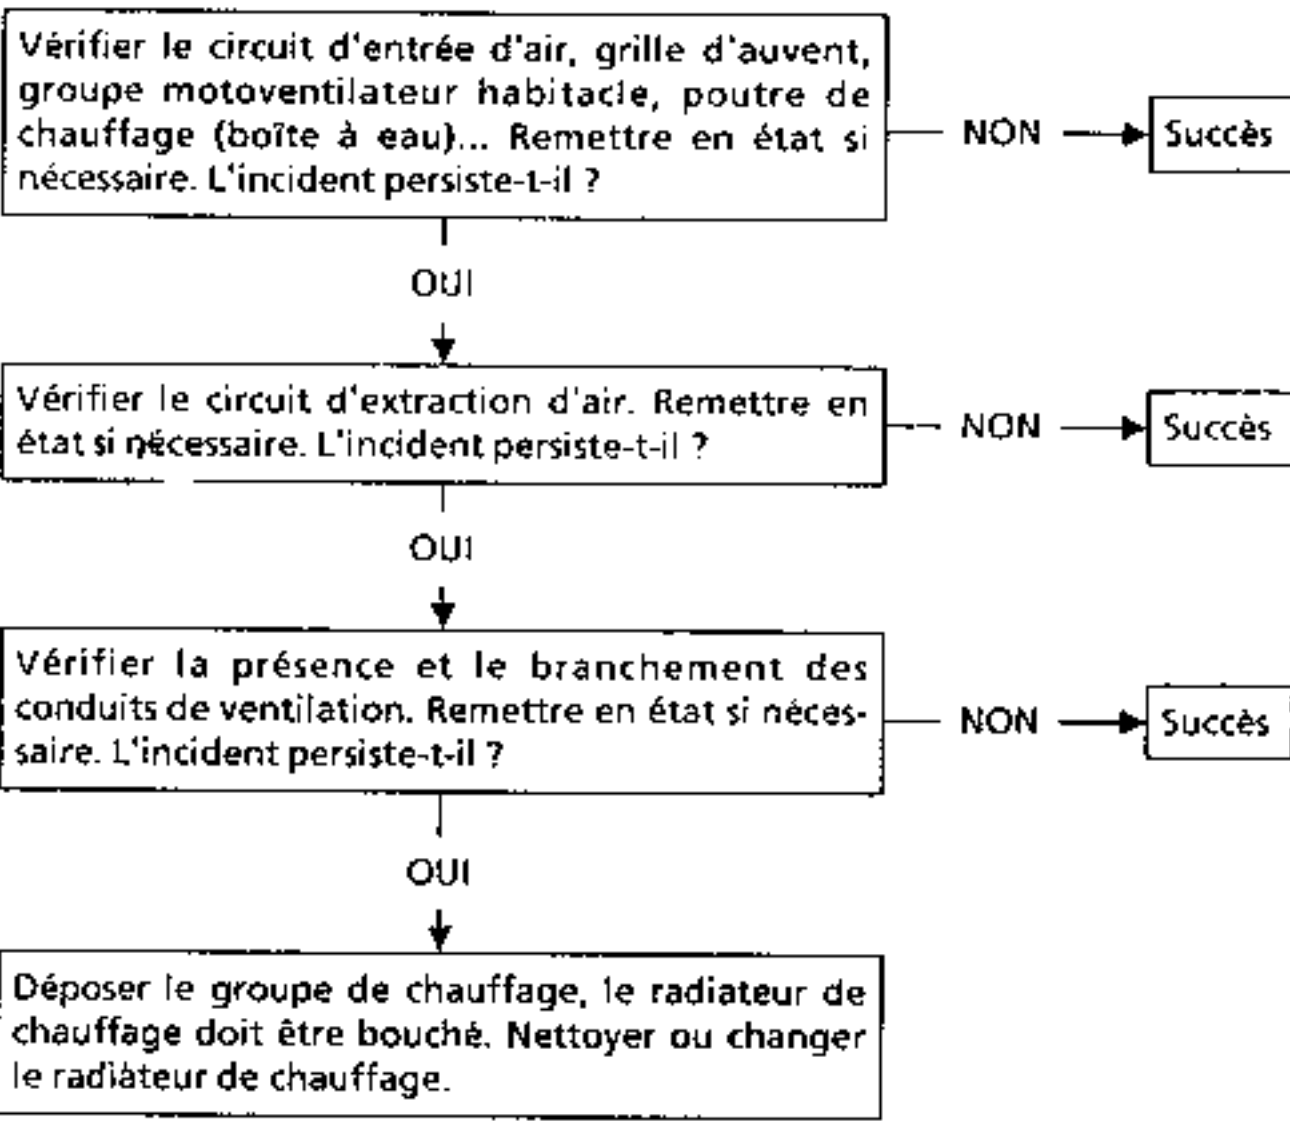 Vérifier le circuit d'entrée d'air, grille d'auvent,
groupe motoventilateur habitacle, poutre de
chauffage (boîte à eau)... Remettre en état si
nécessaire. L'incident persiste-t-il ?
NON
Succès
OUI
Vérifier le circuit d'extraction d'air. Remettre en
état si nécessaire. L'incident persiste-t-il ?
NON
Succès
OUI
Vérifier la présence et le branchement des
conduits de ventilation. Remettre en état si néces-
saire. L'incident persiste-t-il ?
NON
Succès
OUI
Déposer le groupe de chauffage, le radiateur de
chauffage doit être bouché. Nettoyer ou changer
le radiateur de chauffage.